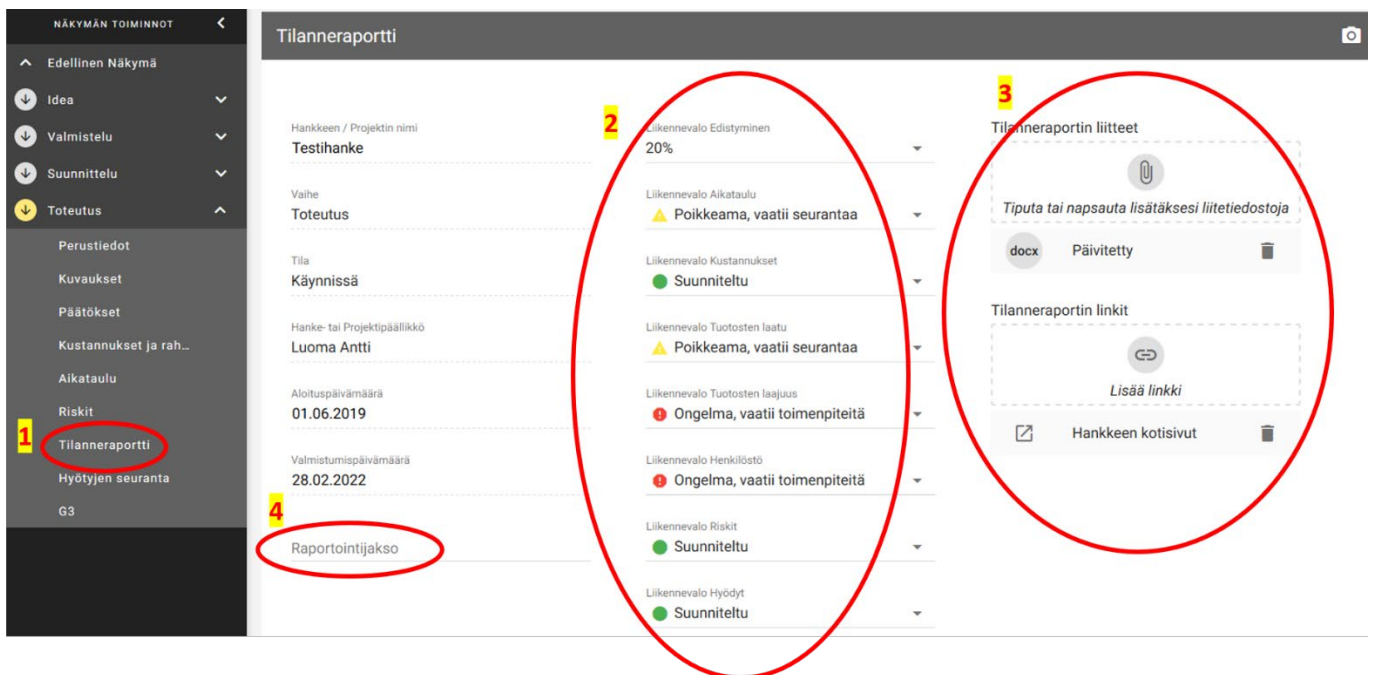 NÄKYMÄN TOIMINNOT
Edellinen Näkymä
Idea
Valmistelu
Suunnittelu
Toteutus
Perustiedot
Kuvaukset
Päätökset
Kustannukset ja rah...
Aikataulu
Riskit
1
Tilanneraportti
Hyötyjen seuranta
G3
Tilanneraportti
Hankkeen / Projektin nimi
Testihanke
Vaihe
Toteutus
Tila
Käynnissä
Hanke- tai Projektipäällikkö
Luoma Antti
Aloituspäivämäärä
01.06.2019
Valmistumispäivämäärä
28.02.2022
4
Raportointijakso
2
Liikennevalo Edistyminen
20%
Liikennevalo Aikataulu
Poikkeama, vaatii seurantaa
Liikennevalo Kustannukset
Suunniteltu
Liikennevalo Tuotosten laatu
Poikkeama, vaatii seurantaa
Liikennevalo Tuotosten laajuus
Ongelma, vaatii toimenpiteitä
Liikennevalo Henkilöstö
Ongelma, vaatii toimenpiteitä
Liikennevalo Riskit
Suunniteltu
Liikennevalo Hyödyt
Suunniteltu
3
Tilanneraportin liitteet
Tiputa tai napsauta lisätäksesi liitetiedostoja
docx Päivitetty
Tilanneraportin linkit
Lisää linkki
Hankkeen kotisivut